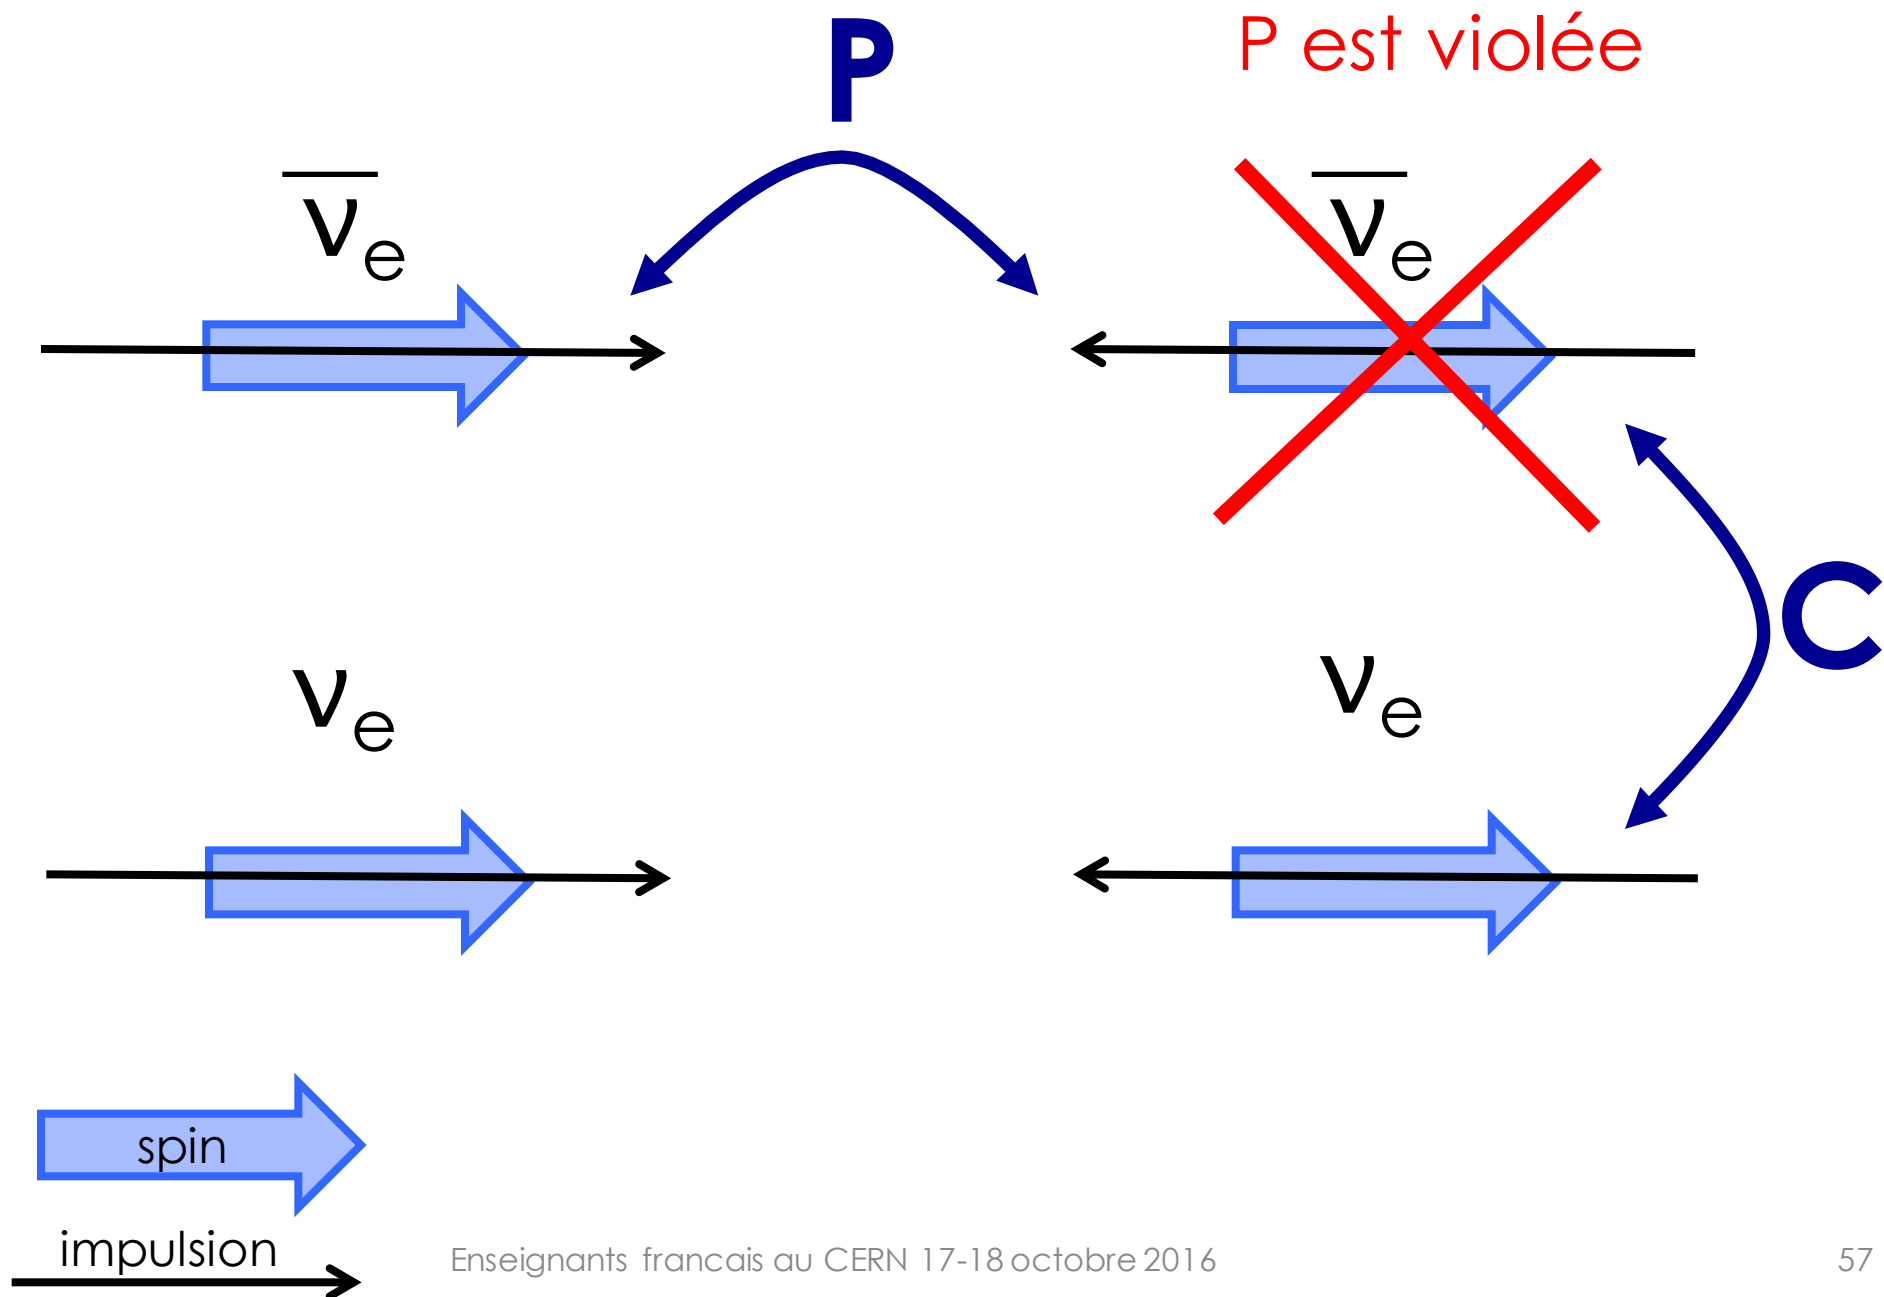 P
P est violée
ν̅e
ν̅e
C
νe
νe
spin
impulsion
Enseignants francais au CERN 17-18 octobre 2016
57